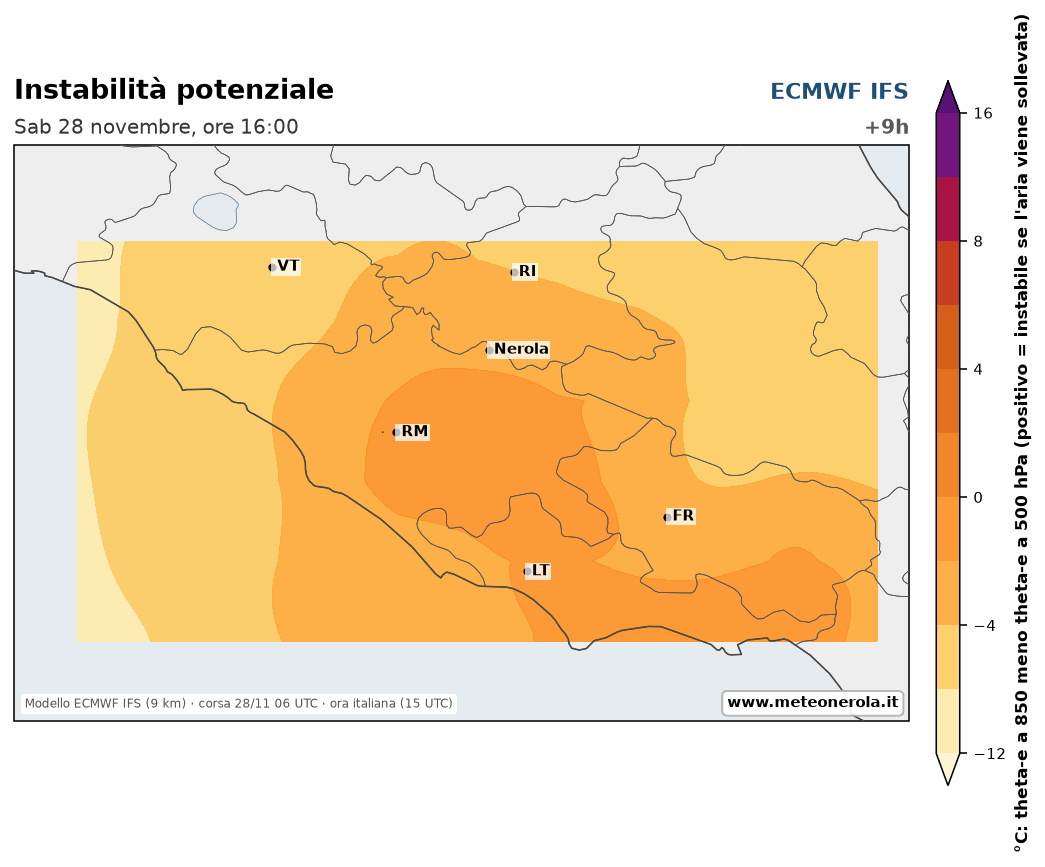 Instabilità potenziale
ECMWF IFS
Sab 28 novembre, ore 16:00
+9h
VT
RI
Nerola
RM
FR
LT
Modello ECMWF IFS (9 km) · corsa 28/11 06 UTC · ora italiana (15 UTC)
www.meteonerola.it
16
8
4
0
−4
−12
°C: theta-e a 850 meno theta-e a 500 hPa (positivo = instabile se l'aria viene sollevata)